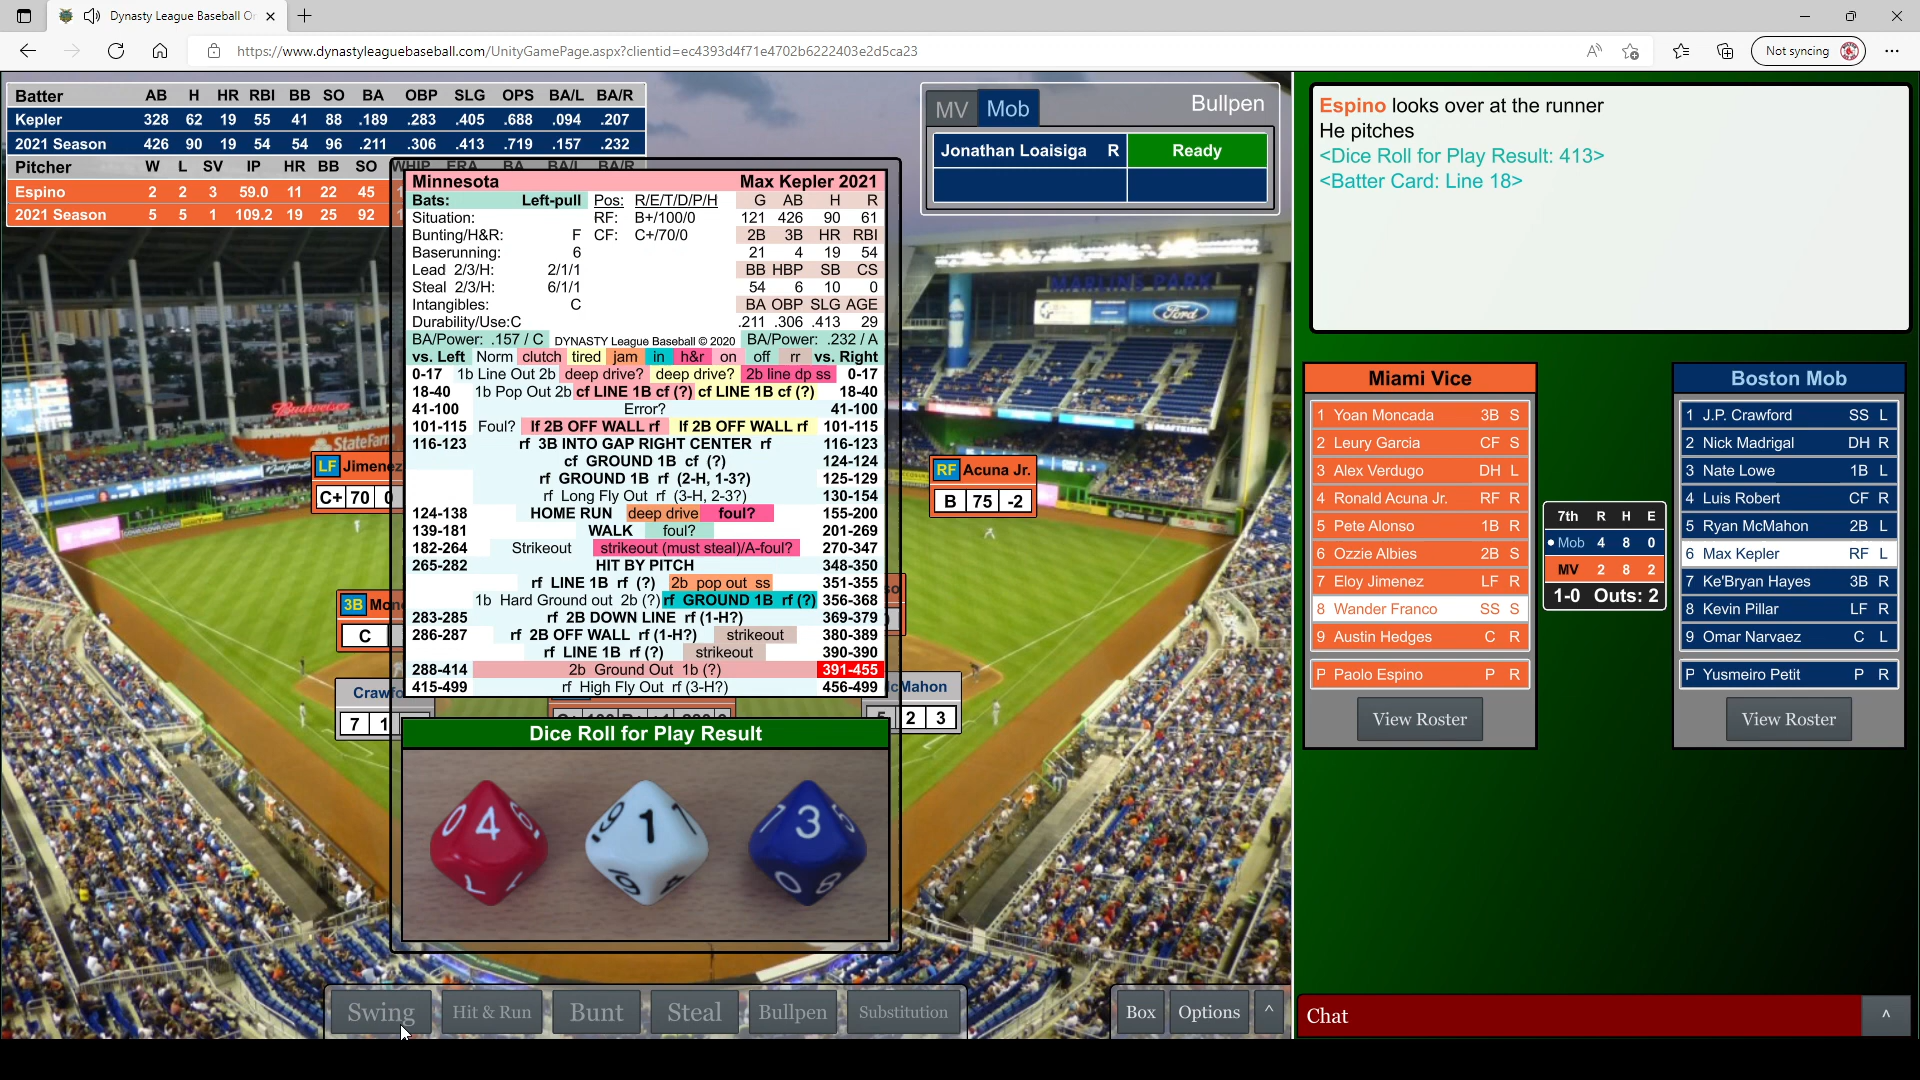 Dynasty League Baseball O
https://www.dynastyleaguebaseball.com/UnityGamePage.aspx?clientid=ec4393d4f71e4702b6222403e2d5ca23
Not syncing
Batter AB H HR RBI BB SO BA OBP SLG OPS BA/L BA/R
Kepler 328 62 19 55 41 88 .189 .283 .405 .688 .094 .207
2021 Season 426 90 19 54 54 96 .211 .306 .413 .719 .157 .232
Pitcher W L SV IP HR BB SO WHIP ERA BA BA/L BA/R
Espino 2 2 3 59.0 11 22 45
2021 Season 5 5 1 109.2 19 25 92
Minnesota Max Kepler 2021
Bats: Left-pull Pos: R/E/T/D/P/H G AB H R
Situation: RF: B+/100/0 121 426 90 61
Bunting/H&R: F CF: C+/70/0 2B 3B HR RBI
Baserunning: 6 21 4 19 54
Lead 2/3/H: 2/1/1 BB HBP SB CS
Steal 2/3/H: 6/1/1 54 6 10 0
Intangibles: C BA OBP SLG AGE
Durability/Use:C .211 .306 .413 29
BA/Power: .157 / C DYNASTY League Baseball © 2020 BA/Power: .232 / A
vs. Left Norm clutch tired jam in h&r on off rr vs. Right
0-17 1b Line Out 2b deep drive? deep drive? 2b line dp ss 0-17
18-40 1b Pop Out 2b cf LINE 1B cf (?) cf LINE 1B cf (?) 18-40
41-100 Error? 41-100
101-115 Foul? lf 2B OFF WALL rf lf 2B OFF WALL rf 101-115
116-123 rf 3B INTO GAP RIGHT CENTER rf 116-123
cf GROUND 1B cf (?) 124-124
rf GROUND 1B rf (2-H, 1-3?) 125-129
rf Long Fly Out rf (3-H, 2-3?) 130-154
124-138 HOME RUN deep drive foul? 155-200
139-181 WALK foul? 201-269
182-264 Strikeout strikeout (must steal)/A-foul? 270-347
265-282 HIT BY PITCH 348-350
rf LINE 1B rf (?) 2b pop out ss 351-355
1b Hard Ground out 2b (?) rf GROUND 1B rf (?) 356-368
283-285 rf 2B DOWN LINE rf (1-H?) 369-379
286-287 rf 2B OFF WALL rf (1-H?) strikeout 380-389
rf LINE 1B rf (?) strikeout 390-390
288-414 2b Ground Out 1b (?) 391-455
415-499 rf High Fly Out rf (3-H?) 456-499
Dice Roll for Play Result
4 1 3
LF Jimenez
C+ 70 0
3B Mon
C
Crawfo
7 1
RF Acuna Jr.
B 75 -2
cMahon
2 3
MV Mob Bullpen
Jonathan Loaisiga R Ready
MARLINS PARK
Ford
Budweiser
StateFarm
Swing Hit & Run Bunt Steal Bullpen Substitution
Box Options ^
Espino looks over at the runner
He pitches
<Dice Roll for Play Result: 413>
<Batter Card: Line 18>
Miami Vice
1 Yoan Moncada 3B S
2 Leury Garcia CF S
3 Alex Verdugo DH L
4 Ronald Acuna Jr. RF R
5 Pete Alonso 1B R
6 Ozzie Albies 2B S
7 Eloy Jimenez LF R
8 Wander Franco SS S
9 Austin Hedges C R
P Paolo Espino P R
View Roster
7th R H E
Mob 4 8 0
MV 2 8 2
1-0 Outs: 2
Boston Mob
1 J.P. Crawford SS L
2 Nick Madrigal DH R
3 Nate Lowe 1B L
4 Luis Robert CF R
5 Ryan McMahon 2B L
6 Max Kepler RF L
7 Ke'Bryan Hayes 3B R
8 Kevin Pillar LF R
9 Omar Narvaez C L
P Yusmeiro Petit P R
View Roster
Chat ^